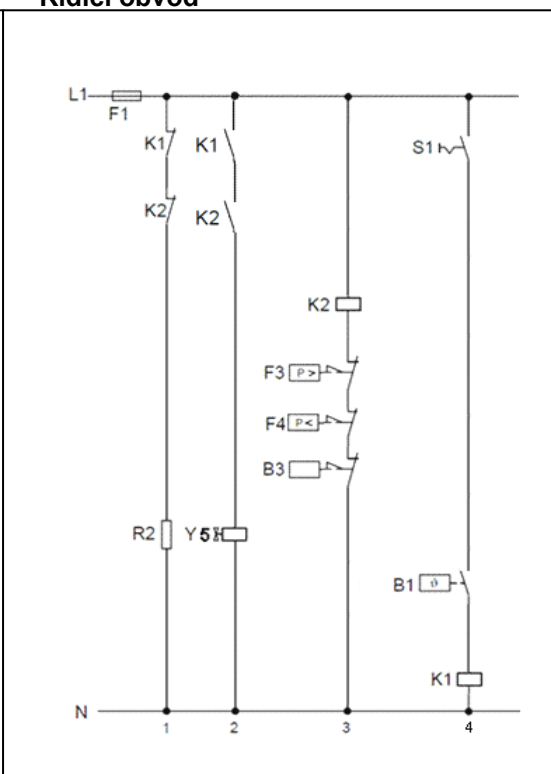 Řídící obvod
L1
F1
K1 K1 S1
K2 K2
K2
F3 P >
F4 P <
B3
R2 Y5
B1 ϑ
K1
N
1 2 3 4